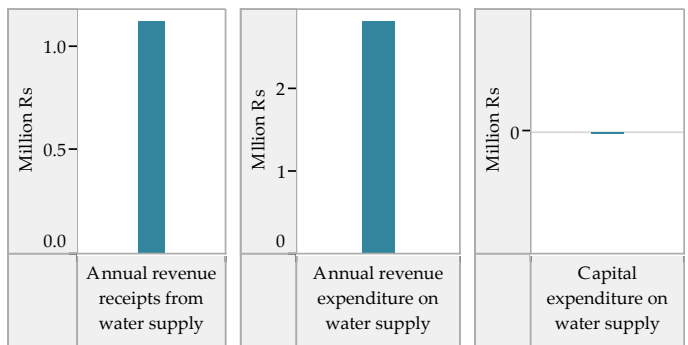 Million Rs
1.0
0.5
0.0
Annual revenue
receipts from
water supply
Mllion Rs
2
1
0
Annual revenue
expenditure on
water supply
Million Rs
0
Capital
expenditure on
water supply